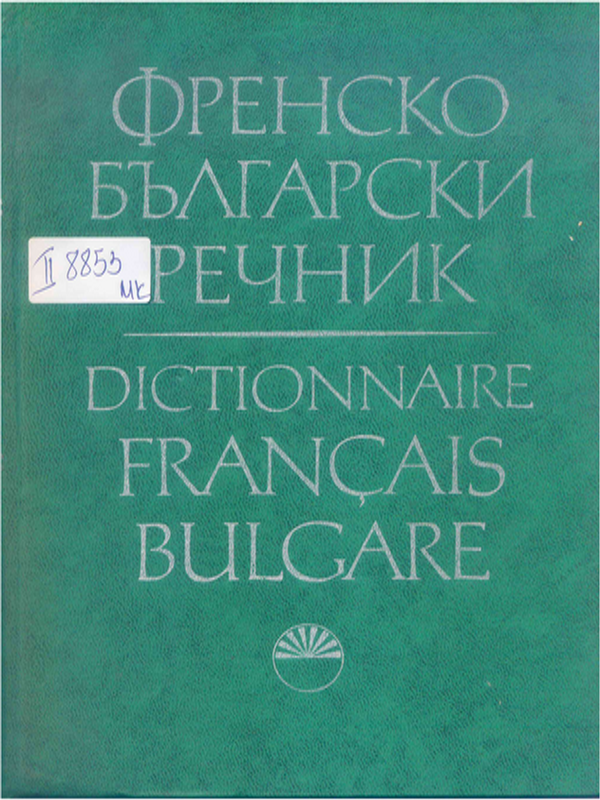 ФРЕНСКО
БЪЛГАРСКИ
РЕЧНИК
II 8853
МК
DICTIONNAIRE
FRANÇAIS
BULGARE